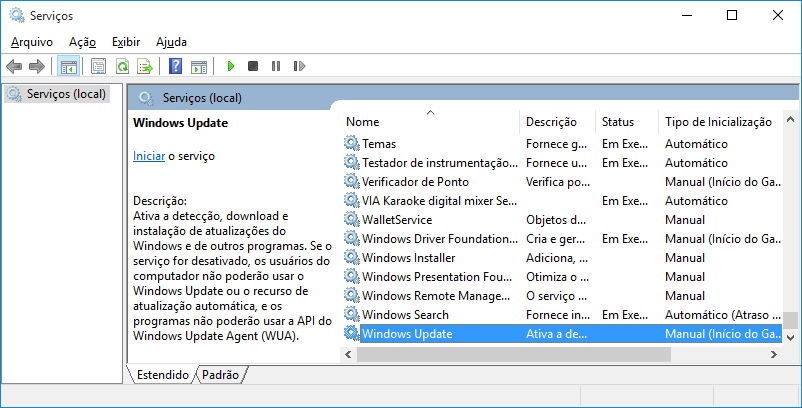 Serviços
Arquivo Ação Exibir Ajuda
Serviços (local)
Serviços (local)
Windows Update
Iniciar o serviço
Descrição:
Ativa a detecção, download e
instalação de atualizações do
Windows e de outros programas. Se o
serviço for desativado, os usuários do
computador não poderão usar o
Windows Update ou o recurso de
atualização automática, e os
programas não poderão usar a API do
Windows Update Agent (WUA).
Nome Descrição Status Tipo de Inicialização
Temas Fornece g... Em Exe... Automático
Testador de instrumentação... Fornece u... Em Exe... Automático
Verificador de Ponto Verifica po... Manual (Início do Ga...
VIA Karaoke digital mixer Se... Em Exe... Automático
WalletService Objetos d... Manual
Windows Driver Foundation... Cria e ger... Em Exe... Manual (Início do Ga...
Windows Installer Adiciona, ... Manual
Windows Presentation Fou... Otimiza o ... Manual
Windows Remote Manage... O serviço ... Manual
Windows Search Fornece in... Em Exe... Automático (Atraso ...
Windows Update Ativa a de... Manual (Início do Ga...
Estendido Padrão